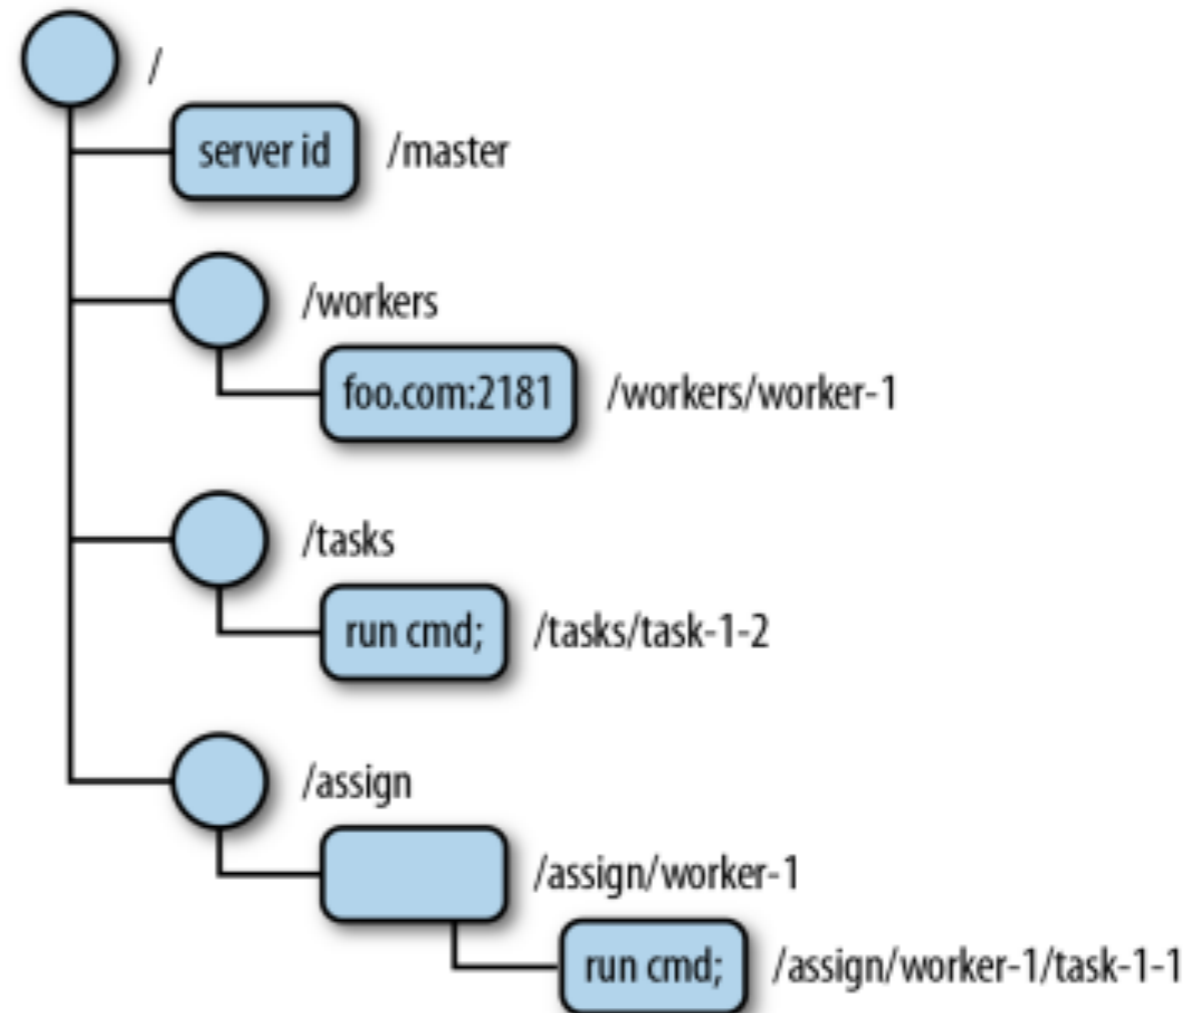 /
server id /master
/workers
foo.com:2181 /workers/worker-1
/tasks
run cmd; /tasks/task-1-2
/assign
/assign/worker-1
run cmd; /assign/worker-1/task-1-1